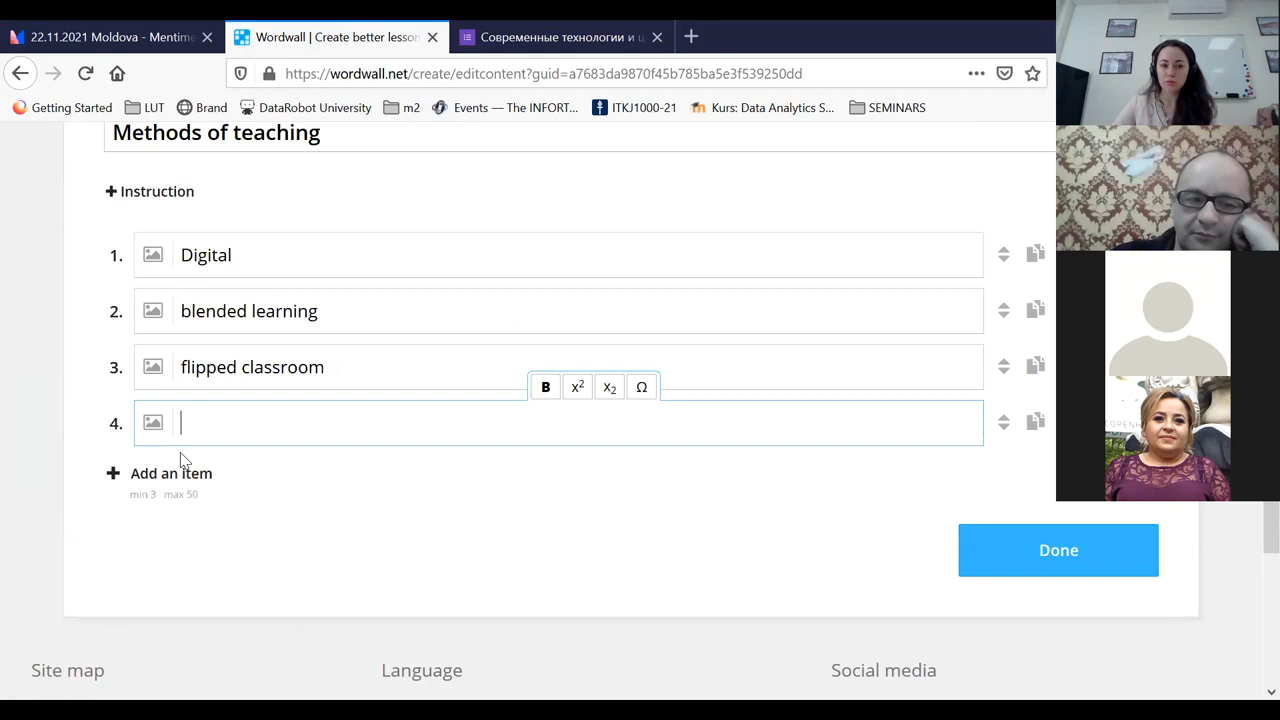 22.11.2021 Moldova - Mentime
Wordwall | Create better lesson
Современные технологии и ц
https://wordwall.net/create/editcontent?guid=a7683da9870f45b785ba5e3f539250dd
Getting Started
LUT
Brand
DataRobot University
m2
Events — The INFORT...
ITKJ1000-21
Kurs: Data Analytics S...
SEMINARS
Methods of teaching
Instruction
1. Digital
2. blended learning
3. flipped classroom
B x² x₂ Ω
4.
Add an item
min 3 max 50
Done
Site map
Language
Social media
COPENH